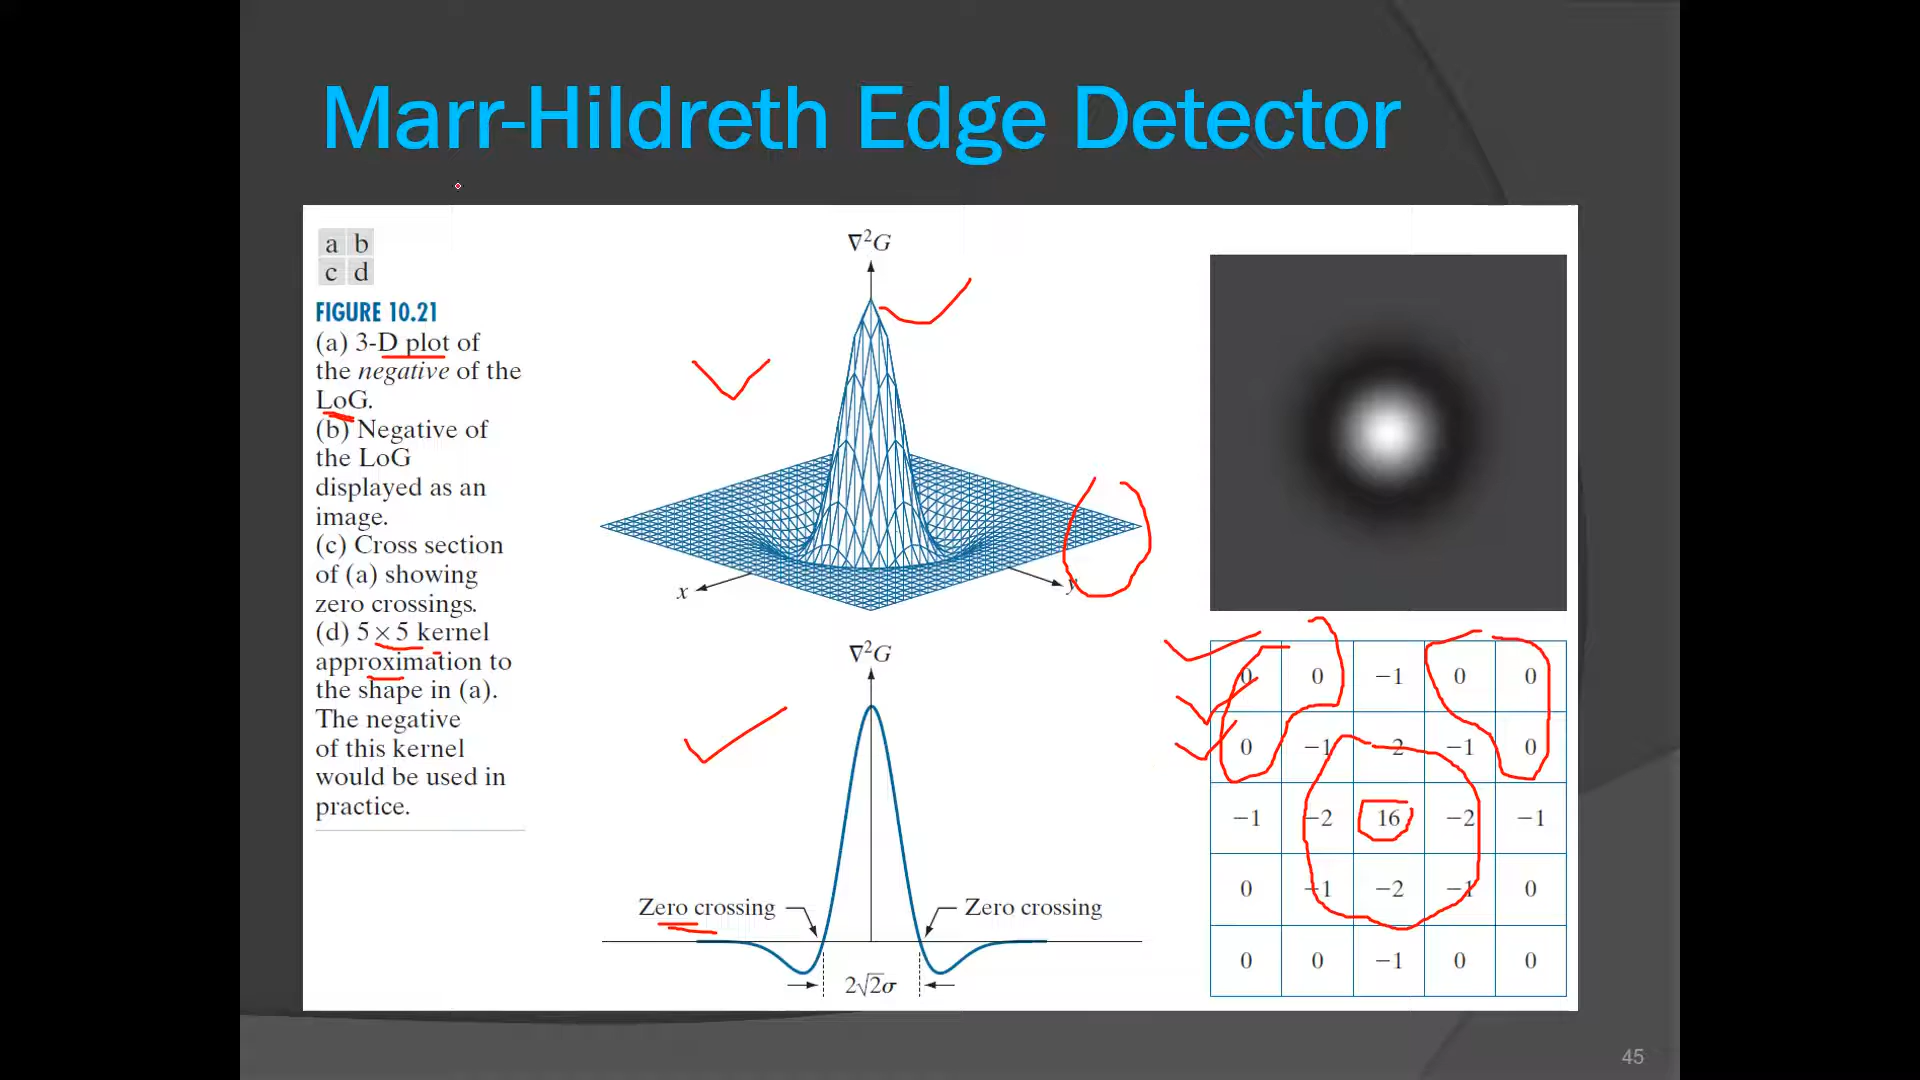 Marr-Hildreth Edge Detector
a b
c d
FIGURE 10.21
(a) 3-D plot of
the negative of the
LoG.
(b) Negative of
the LoG
displayed as an
image.
(c) Cross section
of (a) showing
zero crossings.
(d) 5 × 5 kernel
approximation to
the shape in (a).
The negative
of this kernel
would be used in
practice.
∇²G
x
y
∇²G
Zero crossing
Zero crossing
2√2σ
0 0 −1 0 0
0 −1 −2 −1 0
−1 −2 16 −2 −1
0 −1 −2 −1 0
0 0 −1 0 0
45